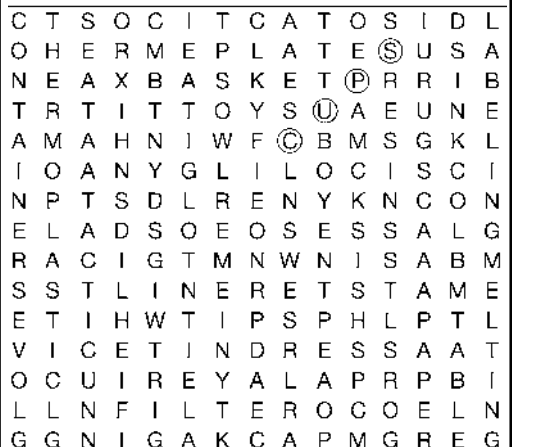 C T S O C I T C A T O S I D L
O H E R M E P L A T E S U S A
N E A X B A S K E T P R R I B
T R T I T T O Y S U A E U N E
A M A H N I W F C B M S G K L
I O A N Y G L I L O C I S C I
N P T S D L R E N Y K N C O N
E L A D S O E O S E S S A L G
R A C I G T M N W N I S A B M
S S T L I N E R E T S T A M E
E T I H W T I P S P H L P T L
V I C E T I N D R E S S A A T
O C U I R E Y A L A P R P B I
L L N F I L T E R O C O E L N
G G N I G A K C A P M G R E G